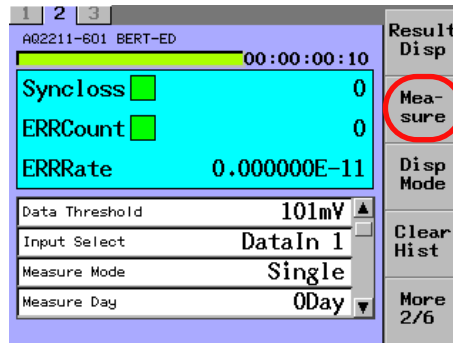 1 2 3
AQ2211-601 BERT-ED
00:00:00:10
Syncloss 0
ERRCount 0
ERRRate 0.000000E-11
Data Threshold 101mV
Input Select DataIn 1
Measure Mode Single
Measure Day 0Day
Result
Disp
Mea-
sure
Disp
Mode
Clear
Hist
More
2/6